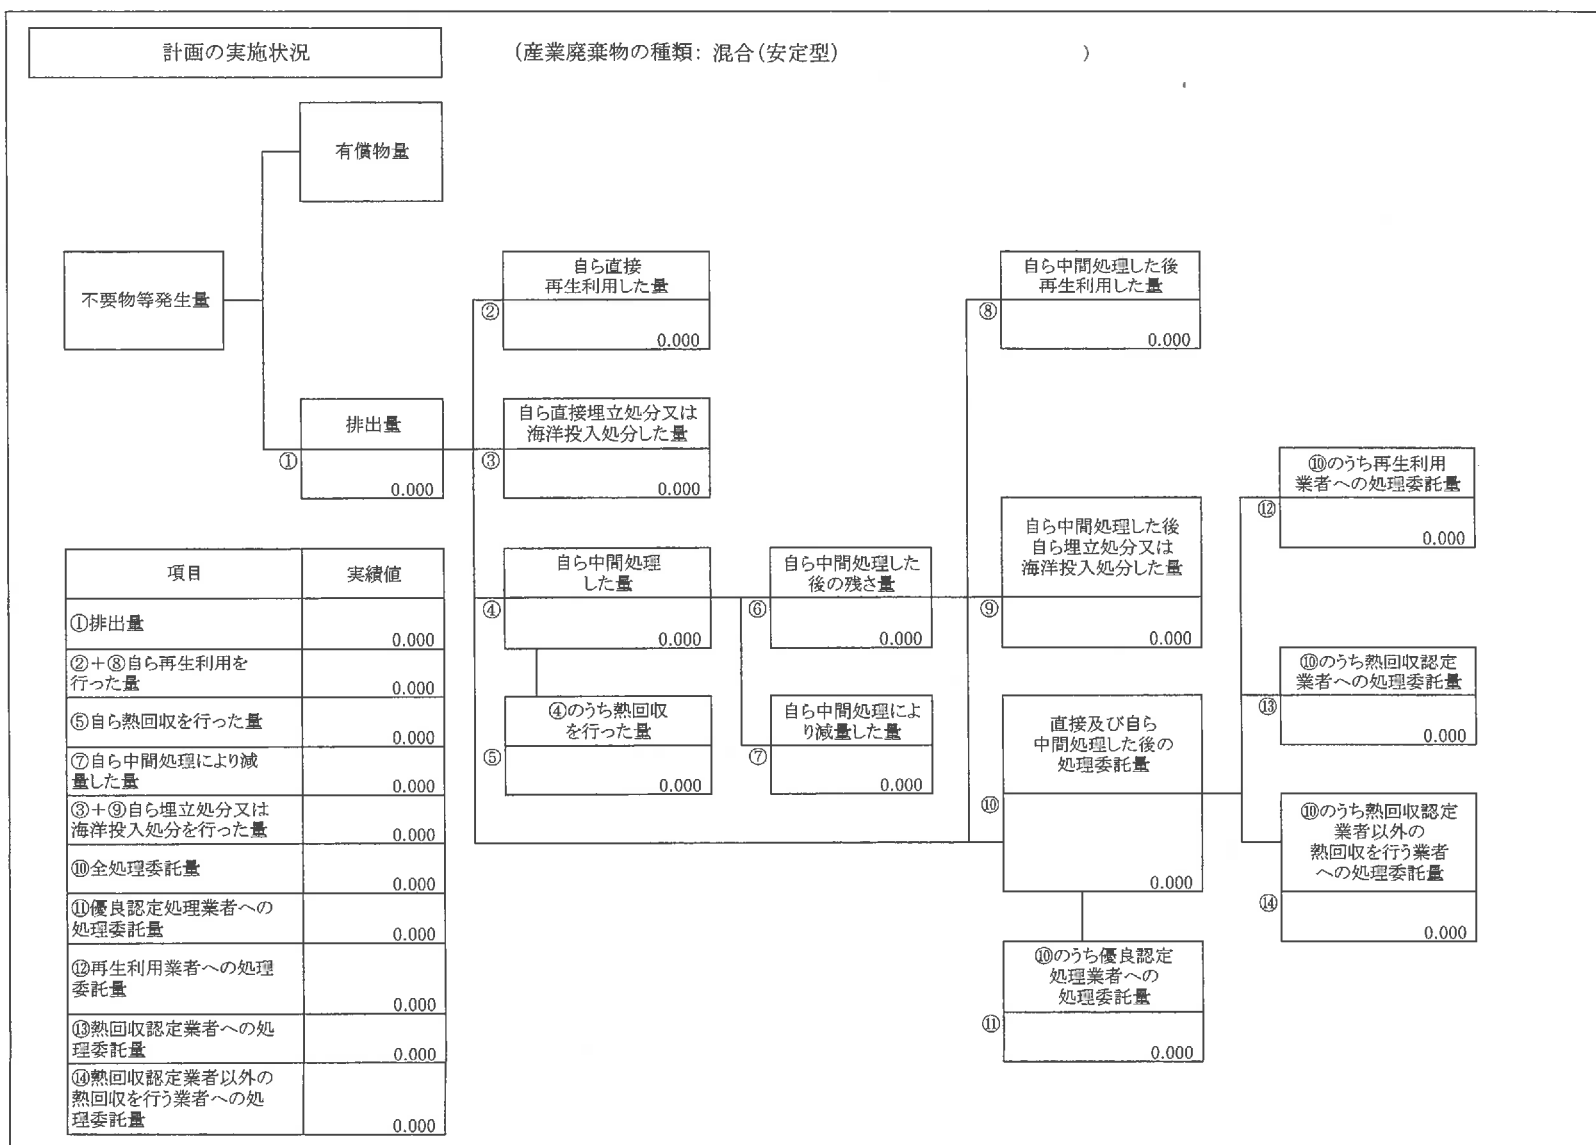 計画の実施状況
(産業廃棄物の種類: 混合(安定型) )
有償物量
不要物等発生量
排出量
①
0.000
自ら直接
再生利用した量
②
0.000
自ら直接埋立処分又は
海洋投入処分した量
③
0.000
自ら中間処理
した量
④
0.000
④のうち熱回収
を行った量
⑤
0.000
自ら中間処理した
後の残さ量
⑥
0.000
自ら中間処理によ
り減量した量
⑦
0.000
自ら中間処理した後
再生利用した量
⑧
0.000
自ら中間処理した後
自ら埋立処分又は
海洋投入処分した量
⑨
0.000
直接及び自ら
中間処理した後の
処理委託量
⑩
0.000
⑩のうち優良認定
処理業者への
処理委託量
⑪
0.000
⑩のうち再生利用
業者への処理委託量
⑫
0.000
⑩のうち熱回収認定
業者への処理委託量
⑬
0.000
⑩のうち熱回収認定
業者以外の
熱回収を行う業者
への処理委託量
⑭
0.000
項目 実績値
①排出量
0.000
②+⑧自ら再生利用を
行った量 0.000
⑤自ら熱回収を行った量
0.000
⑦自ら中間処理により減
量した量 0.000
③+⑨自ら埋立処分又は
海洋投入処分を行った量 0.000
⑩全処理委託量
0.000
⑪優良認定処理業者への
処理委託量 0.000
⑫再生利用業者への処理
委託量
0.000
⑬熱回収認定業者への処
理委託量 0.000
⑭熱回収認定業者以外の
熱回収を行う業者への処
理委託量 0.000